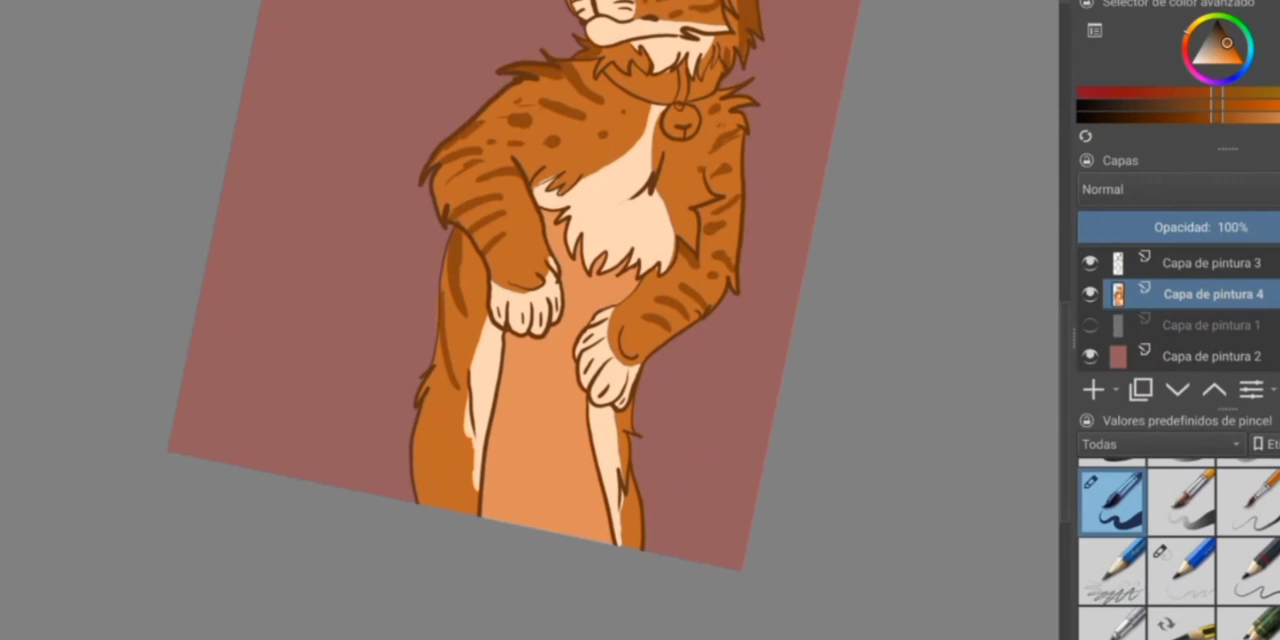 Selector de color avanzado
Capas
Normal
Opacidad: 100%
Capa de pintura 3
Capa de pintura 4
Capa de pintura 1
Capa de pintura 2
Valores predefinidos de pincel
Todas